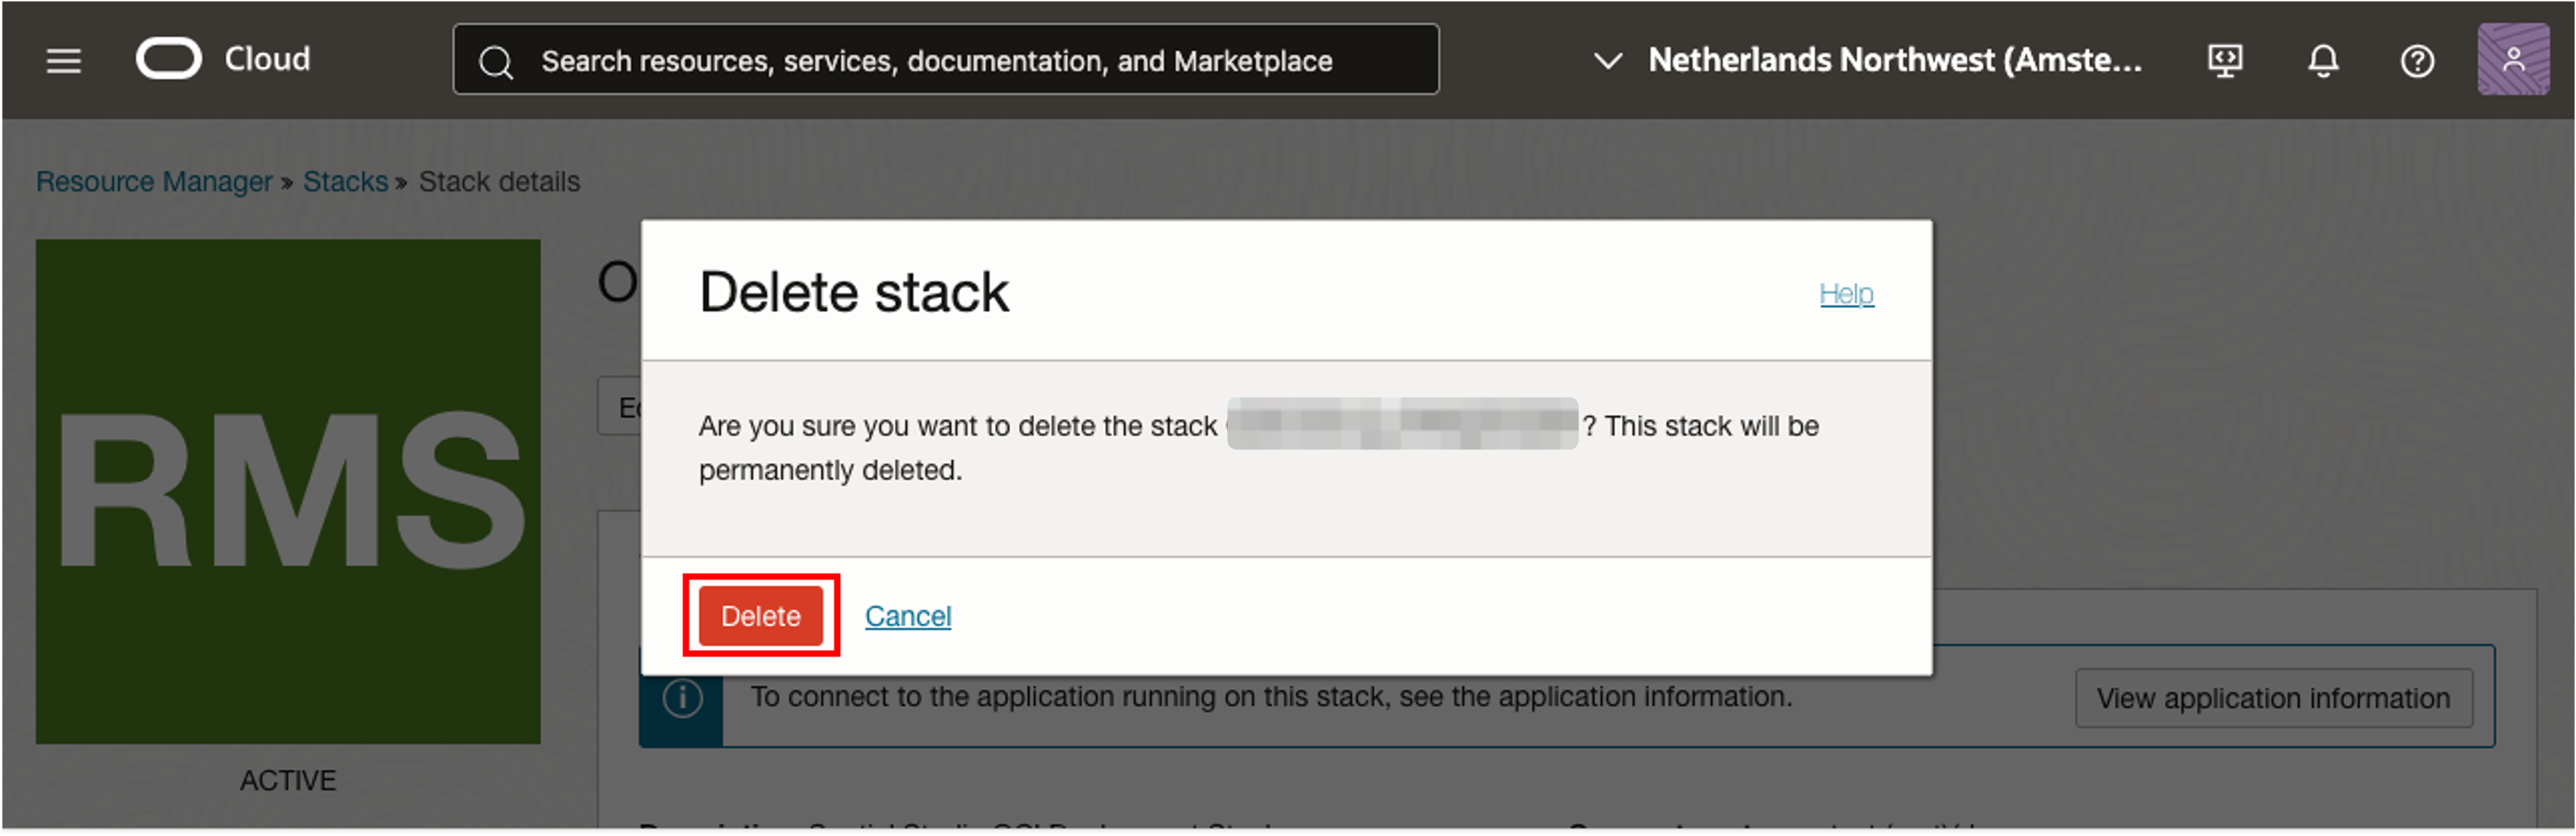 Cloud
Search resources, services, documentation, and Marketplace
Netherlands Northwest (Amste...
Resource Manager » Stacks » Stack details
RMS
ACTIVE
O
Delete stack
Help
Are you sure you want to delete the stack ? This stack will be
permanently deleted.
Delete
Cancel
To connect to the application running on this stack, see the application information.
View application information